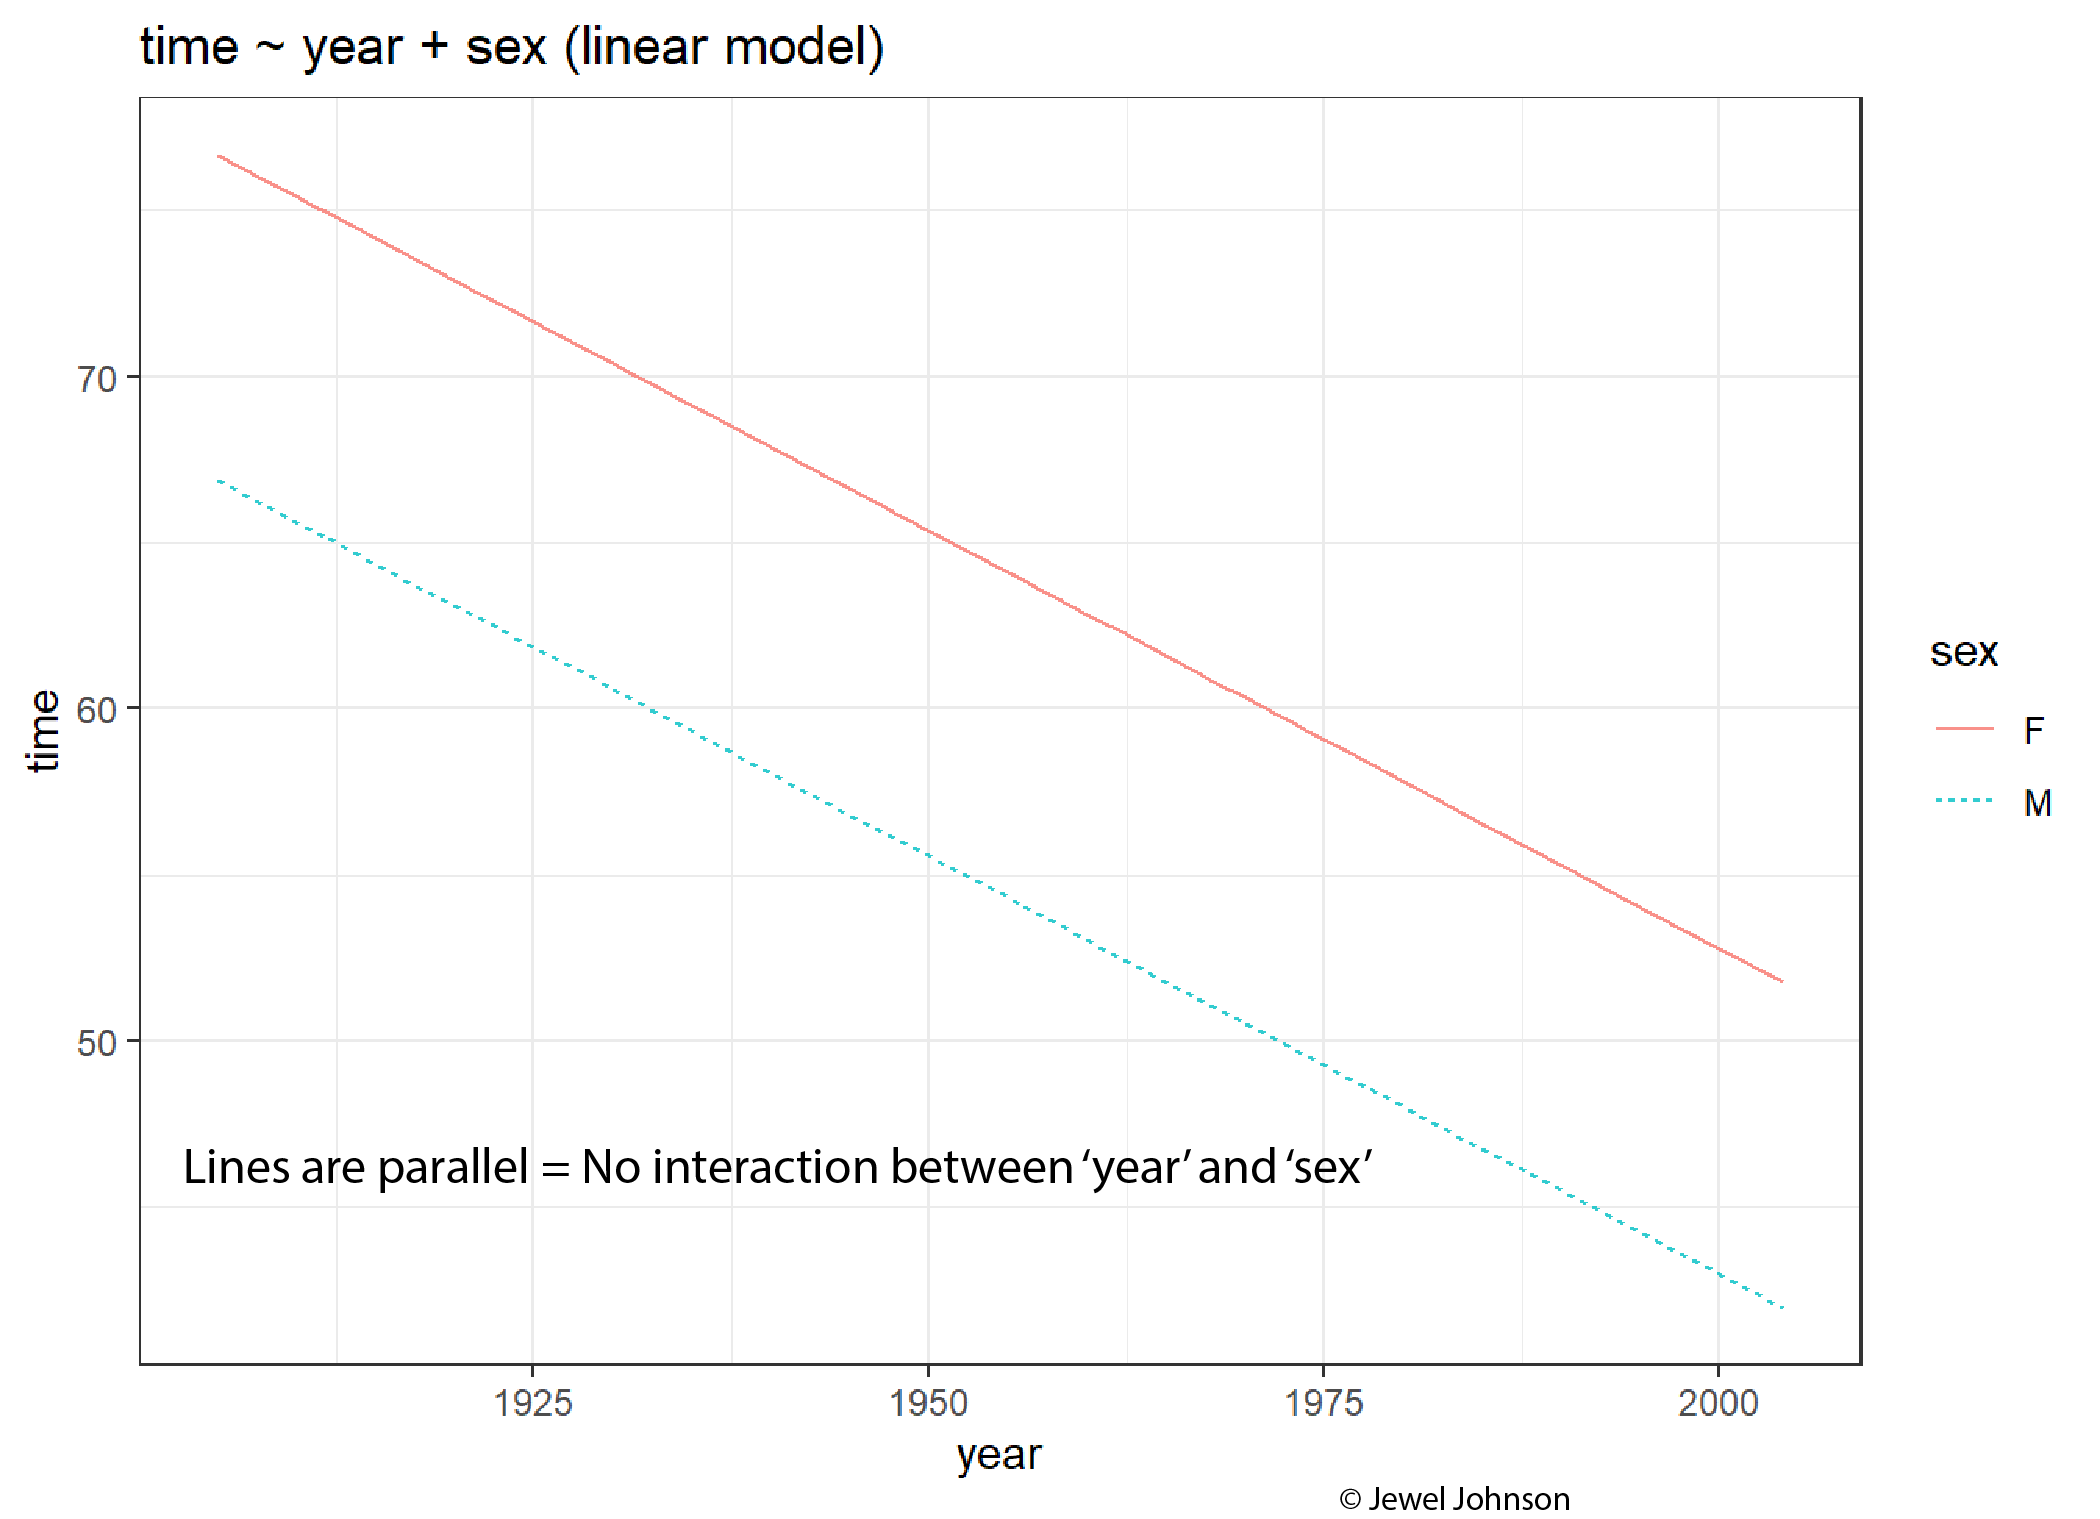 time ~ year + sex (linear model)
70
60
50
time
Lines are parallel = No interaction between ‘year’ and ‘sex’
1925 1950 1975 2000
year
sex
F
M
© Jewel Johnson